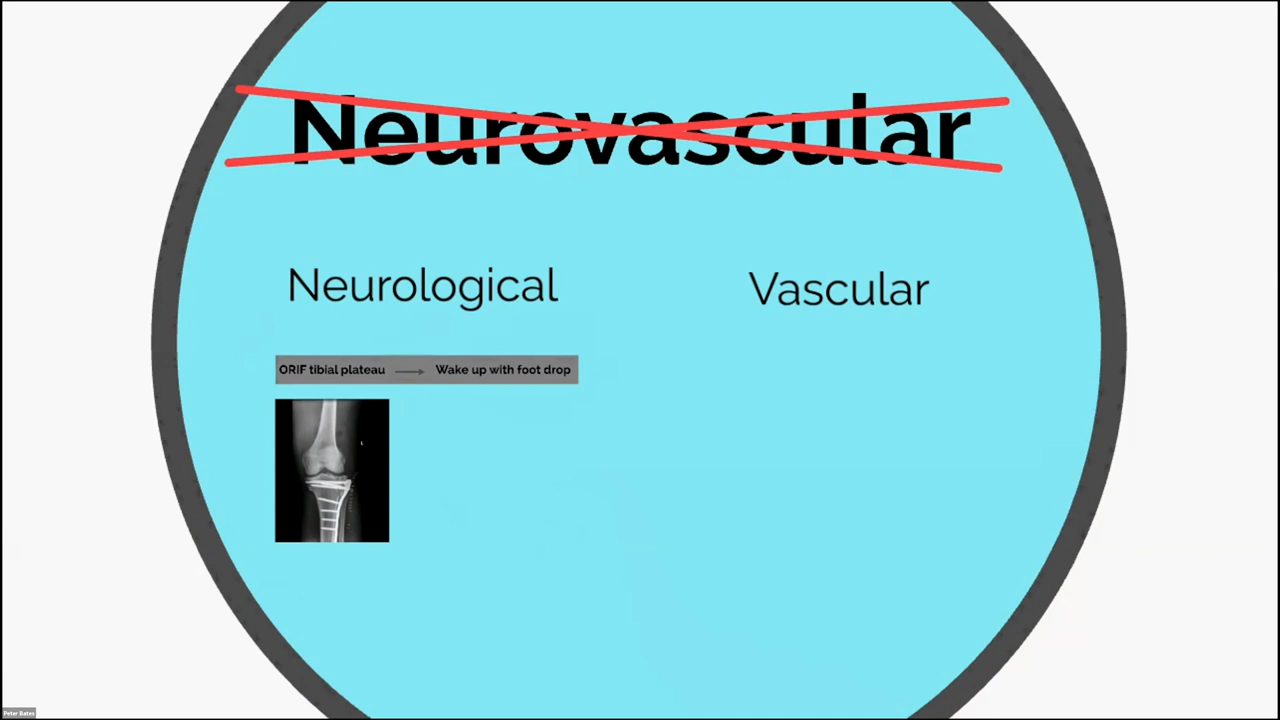 Neurovascular
Neurological
Vascular
ORIF tibial plateau
Wake up with foot drop
Peter Bates